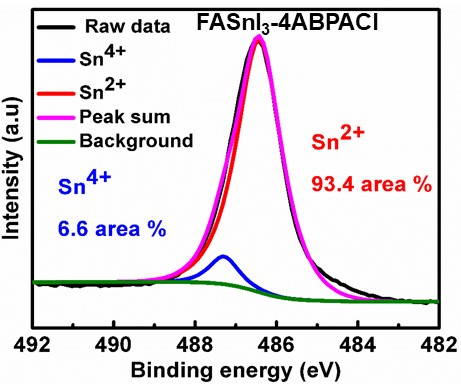 FASnI₃-4ABPACl
Raw data
Sn⁴⁺
Sn²⁺
Peak sum
Background
Sn²⁺
93.4 area %
Sn⁴⁺
6.6 area %
Intensity (a.u)
492 490 488 486 484 482
Binding energy (eV)